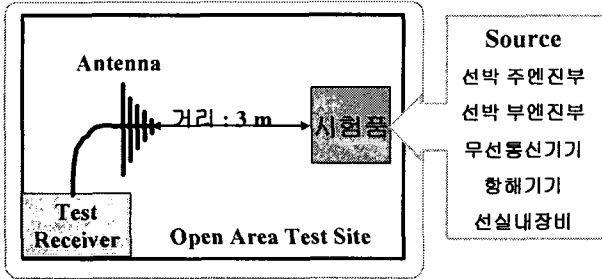 Antenna
거리 : 3 m
시험품
Test
Receiver
Open Area Test Site
Source
선박 주엔진부
선박 부엔진부
무선통신기기
항해기기
선실내장비